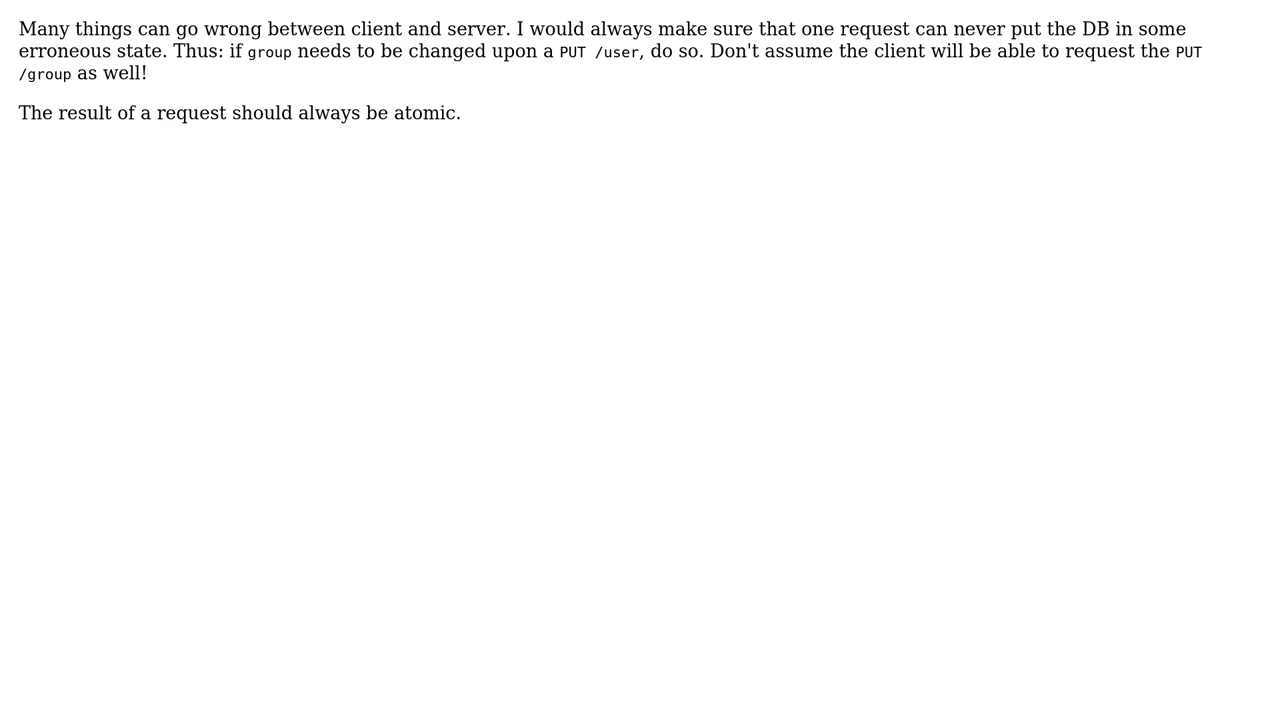 Many things can go wrong between client and server. I would always make sure that one request can never put the DB in some
erroneous state. Thus: if group needs to be changed upon a PUT /user, do so. Don't assume the client will be able to request the PUT
/group as well!
The result of a request should always be atomic.